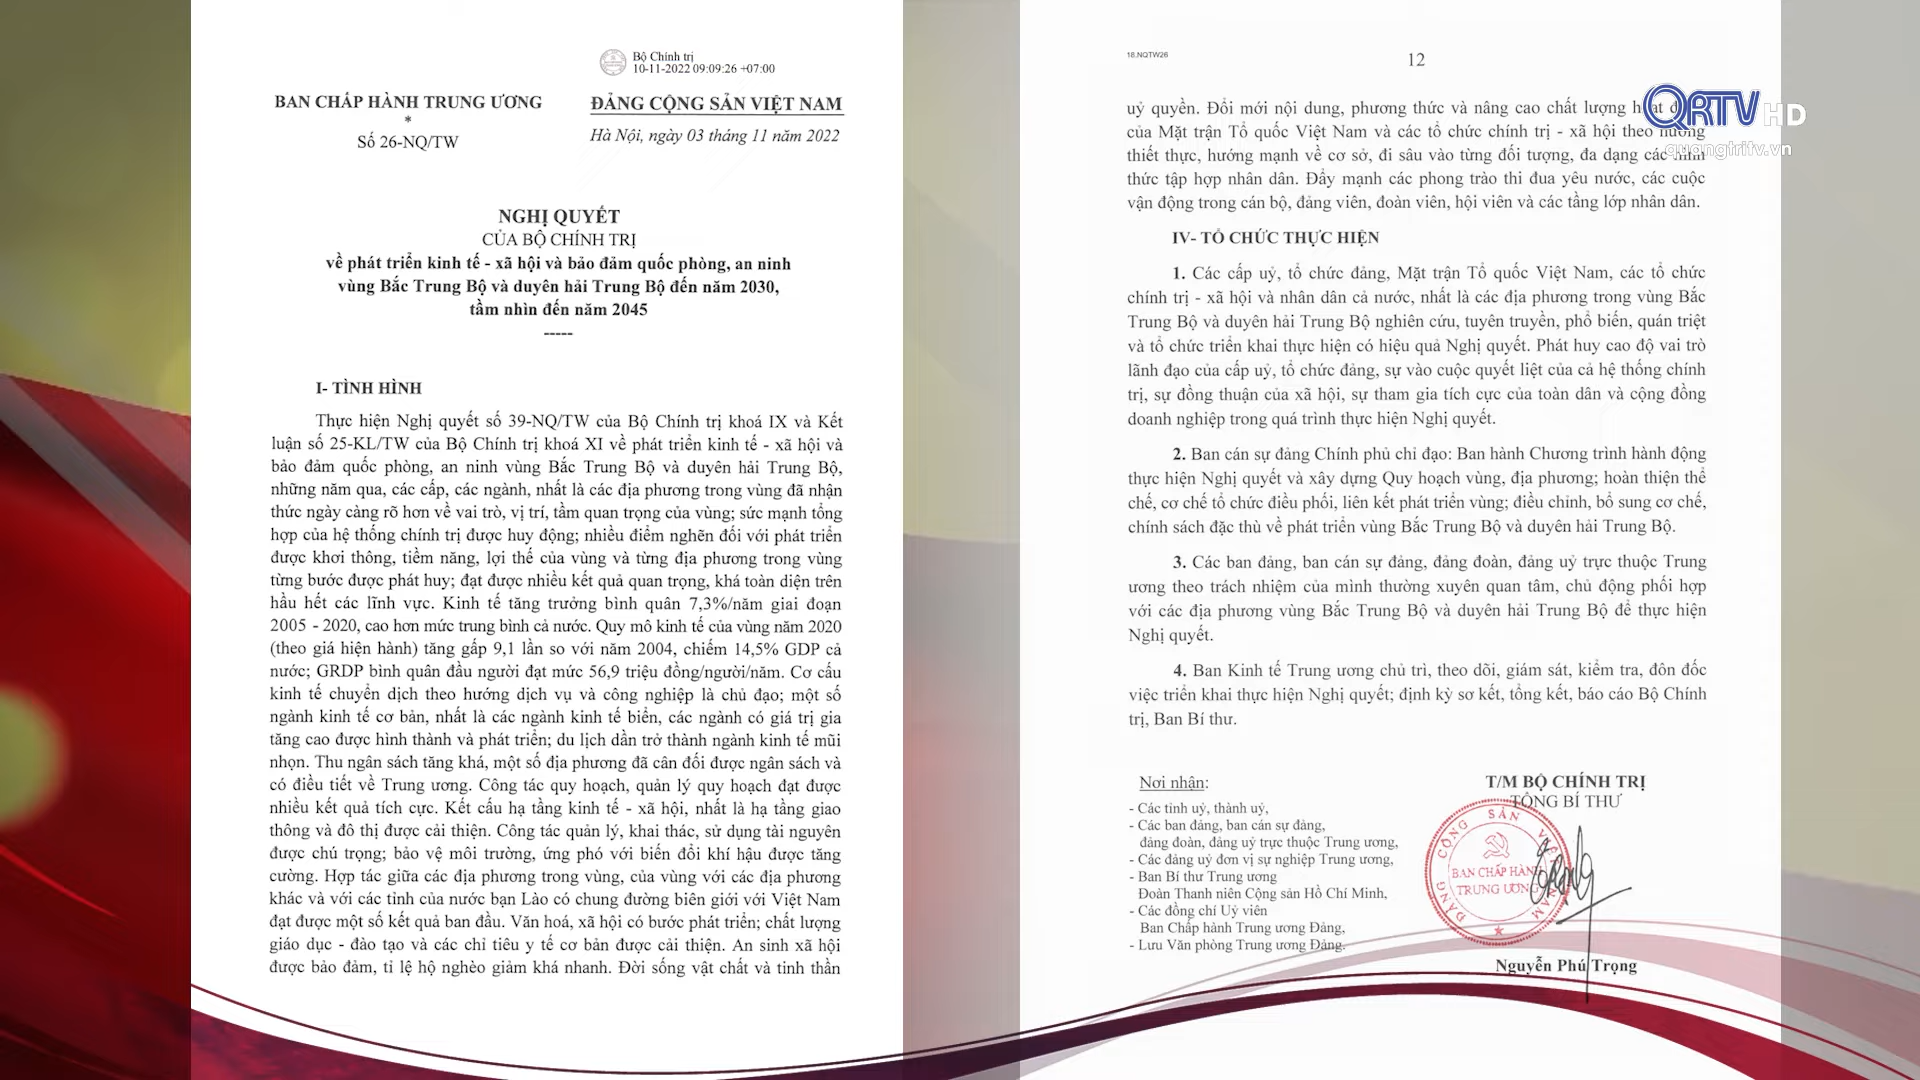 Bộ Chính trị
10-11-2022 09:09:26 +07:00
BAN CHẤP HÀNH TRUNG ƯƠNG
*
Số 26-NQ/TW
ĐẢNG CỘNG SẢN VIỆT NAM
Hà Nội, ngày 03 tháng 11 năm 2022
NGHỊ QUYẾT
CỦA BỘ CHÍNH TRỊ
về phát triển kinh tế - xã hội và bảo đảm quốc phòng, an ninh
vùng Bắc Trung Bộ và duyên hải Trung Bộ đến năm 2030,
tầm nhìn đến năm 2045
-----
I- TÌNH HÌNH
Thực hiện Nghị quyết số 39-NQ/TW của Bộ Chính trị khoá IX và Kết
luận số 25-KL/TW của Bộ Chính trị khoá XI về phát triển kinh tế - xã hội và
bảo đảm quốc phòng, an ninh vùng Bắc Trung Bộ và duyên hải Trung Bộ,
những năm qua, các cấp, các ngành, nhất là các địa phương trong vùng đã nhận
thức ngày càng rõ hơn về vai trò, vị trí, tầm quan trọng của vùng; sức mạnh tổng
hợp của hệ thống chính trị được huy động; nhiều điểm nghẽn đối với phát triển
được khơi thông, tiềm năng, lợi thế của vùng và từng địa phương trong vùng
từng bước được phát huy; đạt được nhiều kết quả quan trọng, khá toàn diện trên
hầu hết các lĩnh vực. Kinh tế tăng trưởng bình quân 7,3%/năm giai đoạn
2005 - 2020, cao hơn mức trung bình cả nước. Quy mô kinh tế của vùng năm 2020
(theo giá hiện hành) tăng gấp 9,1 lần so với năm 2004, chiếm 14,5% GDP cả
nước; GRDP bình quân đầu người đạt mức 56,9 triệu đồng/người/năm. Cơ cấu
kinh tế chuyển dịch theo hướng dịch vụ và công nghiệp là chủ đạo; một số
ngành kinh tế cơ bản, nhất là các ngành kinh tế biển, các ngành có giá trị gia
tăng cao được hình thành và phát triển; du lịch dần trở thành ngành kinh tế mũi
nhọn. Thu ngân sách tăng khá, một số địa phương đã cân đối được ngân sách và
có điều tiết về Trung ương. Công tác quy hoạch, quản lý quy hoạch đạt được
nhiều kết quả tích cực. Kết cấu hạ tầng kinh tế - xã hội, nhất là hạ tầng giao
thông và đô thị được cải thiện. Công tác quản lý, khai thác, sử dụng tài nguyên
được chú trọng; bảo vệ môi trường, ứng phó với biến đổi khí hậu được tăng
cường. Hợp tác giữa các địa phương trong vùng, của vùng với các địa phương
khác và với các tỉnh của nước bạn Lào có chung đường biên giới với Việt Nam
đạt được một số kết quả ban đầu. Văn hoá, xã hội có bước phát triển; chất lượng
giáo dục - đào tạo và các chỉ tiêu y tế cơ bản được cải thiện. An sinh xã hội
được bảo đảm, tỉ lệ hộ nghèo giảm khá nhanh. Đời sống vật chất và tinh thần
18.NQTW26
12
QRTV HD
quangtritv.vn
uỷ quyền. Đổi mới nội dung, phương thức và nâng cao chất lượng hoạt
của Mặt trận Tổ quốc Việt Nam và các tổ chức chính trị - xã hội theo hướng
thiết thực, hướng mạnh về cơ sở, đi sâu vào từng đối tượng, đa dạng các hình
thức tập hợp nhân dân. Đẩy mạnh các phong trào thi đua yêu nước, các cuộc
vận động trong cán bộ, đảng viên, đoàn viên, hội viên và các tầng lớp nhân dân.
IV- TỔ CHỨC THỰC HIỆN
1. Các cấp uỷ, tổ chức đảng, Mặt trận Tổ quốc Việt Nam, các tổ chức
chính trị - xã hội và nhân dân cả nước, nhất là các địa phương trong vùng Bắc
Trung Bộ và duyên hải Trung Bộ nghiên cứu, tuyên truyền, phổ biến, quán triệt
và tổ chức triển khai thực hiện có hiệu quả Nghị quyết. Phát huy cao độ vai trò
lãnh đạo của cấp uỷ, tổ chức đảng, sự vào cuộc quyết liệt của cả hệ thống chính
trị, sự đồng thuận của xã hội, sự tham gia tích cực của toàn dân và cộng đồng
doanh nghiệp trong quá trình thực hiện Nghị quyết.
2. Ban cán sự đảng Chính phủ chỉ đạo: Ban hành Chương trình hành động
thực hiện Nghị quyết và xây dựng Quy hoạch vùng, địa phương; hoàn thiện thể
chế, cơ chế tổ chức điều phối, liên kết phát triển vùng; điều chỉnh, bổ sung cơ chế,
chính sách đặc thù về phát triển vùng Bắc Trung Bộ và duyên hải Trung Bộ.
3. Các ban đảng, ban cán sự đảng, đảng đoàn, đảng uỷ trực thuộc Trung
ương theo trách nhiệm của mình thường xuyên quan tâm, chủ động phối hợp
với các địa phương vùng Bắc Trung Bộ và duyên hải Trung Bộ để thực hiện
Nghị quyết.
4. Ban Kinh tế Trung ương chủ trì, theo dõi, giám sát, kiểm tra, đôn đốc
việc triển khai thực hiện Nghị quyết; định kỳ sơ kết, tổng kết, báo cáo Bộ Chính
trị, Ban Bí thư.
Nơi nhận:
- Các tỉnh uỷ, thành uỷ,
- Các ban đảng, ban cán sự đảng,
đảng đoàn, đảng uỷ trực thuộc Trung ương,
- Các đảng uỷ đơn vị sự nghiệp Trung ương,
- Ban Bí thư Trung ương
Đoàn Thanh niên Cộng sản Hồ Chí Minh,
- Các đồng chí Uỷ viên
Ban Chấp hành Trung ương Đảng,
- Lưu Văn phòng Trung ương Đảng.
T/M BỘ CHÍNH TRỊ
TỔNG BÍ THƯ
ĐẢNG CỘNG SẢN VIỆT NAM
BAN CHẤP HÀNH
TRUNG ƯƠNG
Nguyễn Phú Trọng